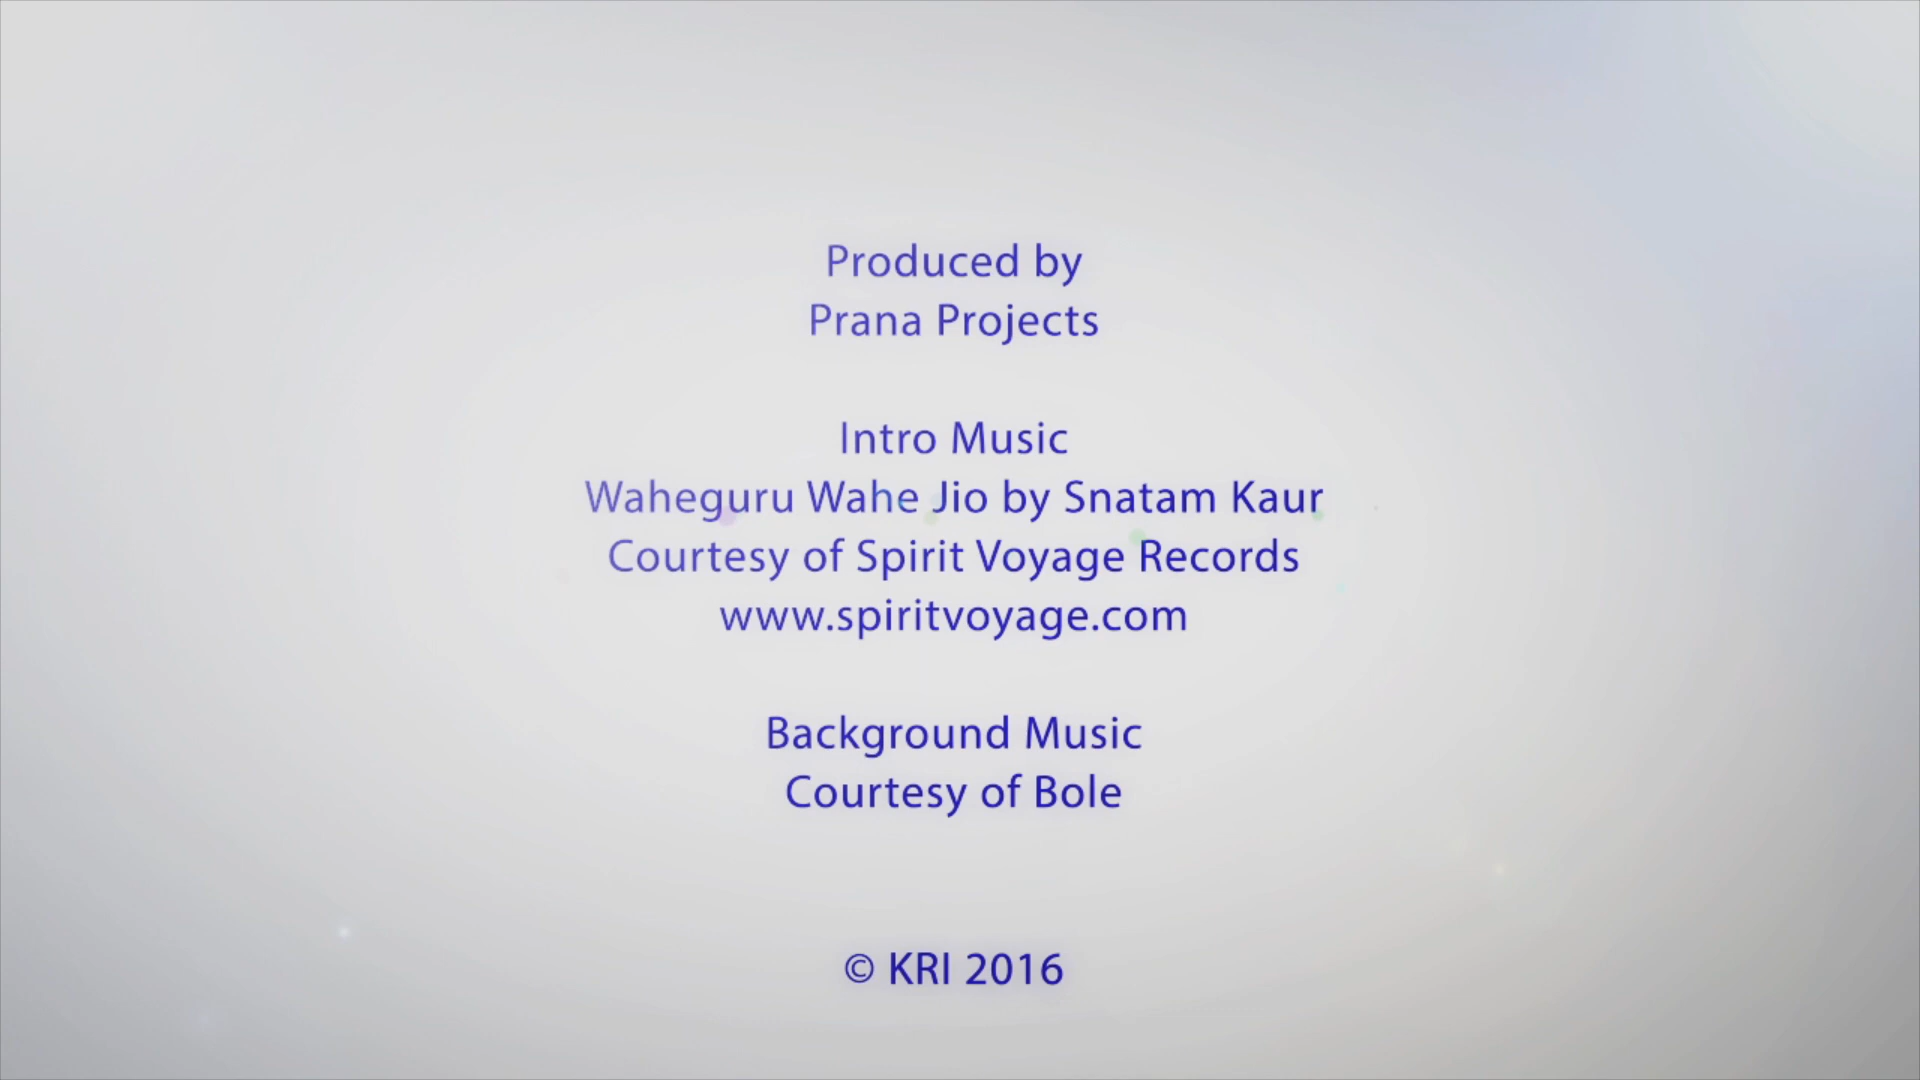 Produced by
Prana Projects
Intro Music
Waheguru Wahe Jio by Snatam Kaur
Courtesy of Spirit Voyage Records
www.spiritvoyage.com
Background Music
Courtesy of Bole
© KRI 2016